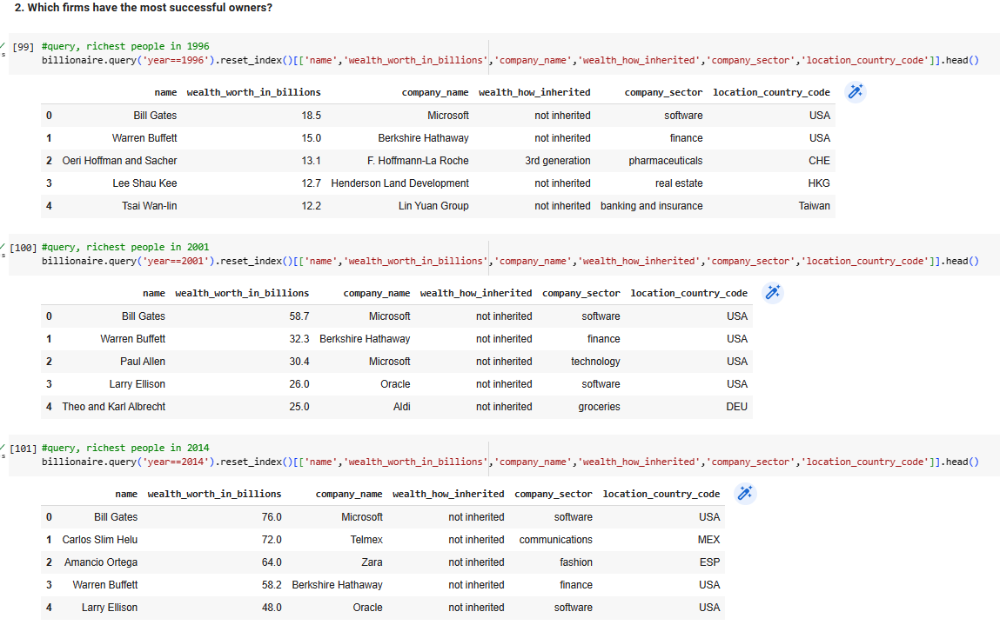 2. Which firms have the most successful owners?
[99] #query, richest people in 1996
billionaire.query('year==1996').reset_index()[['name','wealth_worth_in_billions','company_name','wealth_how_inherited','company_sector','location_country_code']].head()
s
name wealth_worth_in_billions company_name wealth_how_inherited company_sector location_country_code
0 Bill Gates 18.5 Microsoft not inherited software USA
1 Warren Buffett 15.0 Berkshire Hathaway not inherited finance USA
2 Oeri Hoffman and Sacher 13.1 F. Hoffmann-La Roche 3rd generation pharmaceuticals CHE
3 Lee Shau Kee 12.7 Henderson Land Development not inherited real estate HKG
4 Tsai Wan-lin 12.2 Lin Yuan Group not inherited banking and insurance Taiwan
[100] #query, richest people in 2001
billionaire.query('year==2001').reset_index()[['name','wealth_worth_in_billions','company_name','wealth_how_inherited','company_sector','location_country_code']].head()
s
name wealth_worth_in_billions company_name wealth_how_inherited company_sector location_country_code
0 Bill Gates 58.7 Microsoft not inherited software USA
1 Warren Buffett 32.3 Berkshire Hathaway not inherited finance USA
2 Paul Allen 30.4 Microsoft not inherited technology USA
3 Larry Ellison 26.0 Oracle not inherited software USA
4 Theo and Karl Albrecht 25.0 Aldi not inherited groceries DEU
[101] #query, richest people in 2014
billionaire.query('year==2014').reset_index()[['name','wealth_worth_in_billions','company_name','wealth_how_inherited','company_sector','location_country_code']].head()
s
name wealth_worth_in_billions company_name wealth_how_inherited company_sector location_country_code
0 Bill Gates 76.0 Microsoft not inherited software USA
1 Carlos Slim Helu 72.0 Telmex not inherited communications MEX
2 Amancio Ortega 64.0 Zara not inherited fashion ESP
3 Warren Buffett 58.2 Berkshire Hathaway not inherited finance USA
4 Larry Ellison 48.0 Oracle not inherited software USA